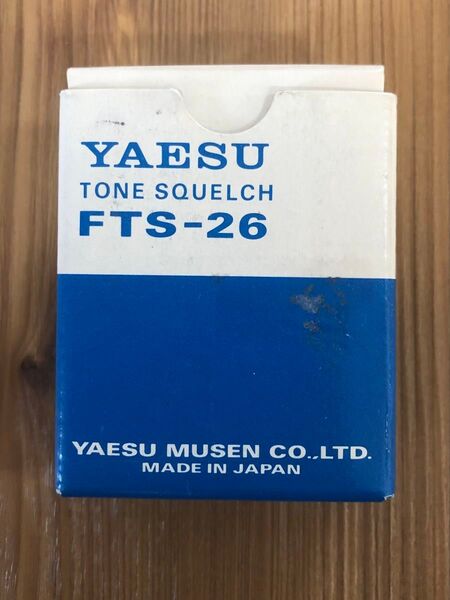 YAESU
TONE SQUELCH
FTS-26
YAESU MUSEN CO.,LTD.
MADE IN JAPAN